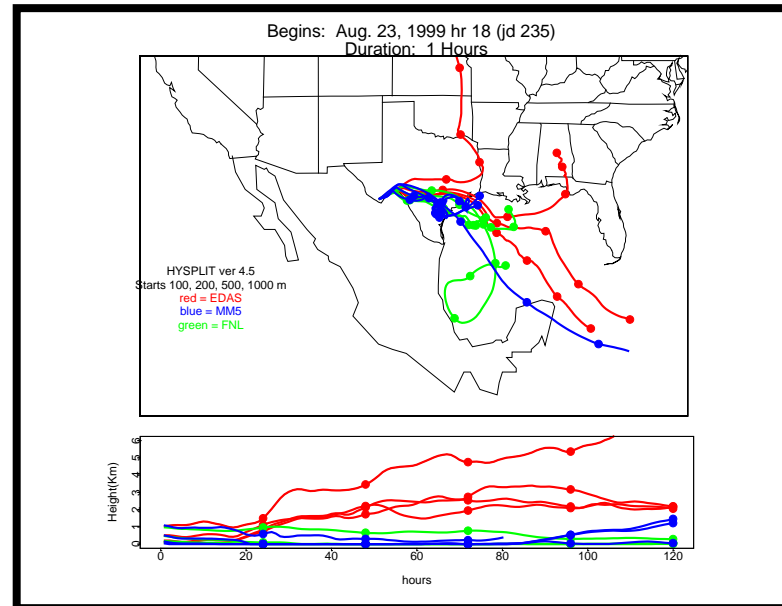 Begins: Aug. 23, 1999 hr 18 (jd 235)
Duration: 1 Hours
HYSPLIT ver 4.5
Starts 100, 200, 500, 1000 m
red = EDAS
blue = MM5
green = FNL
Height(Km)
6
5
4
3
2
1
0
0 20 40 60 80 100 120
hours